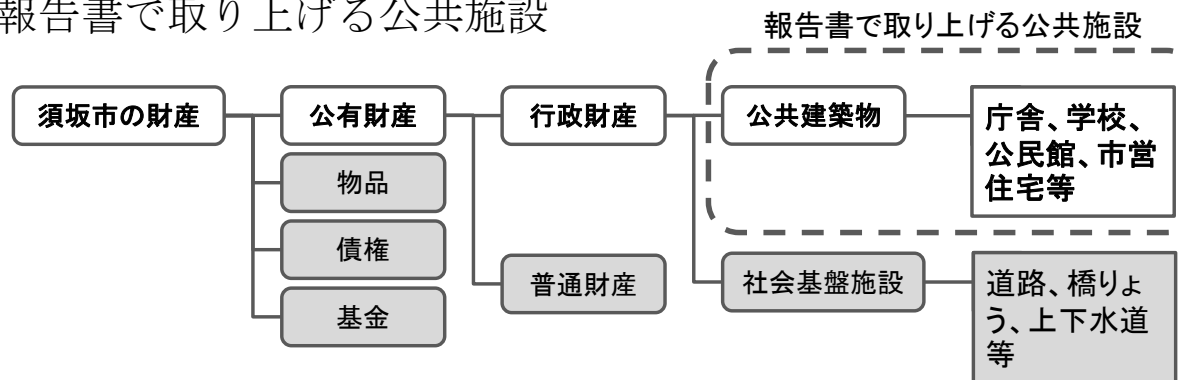 報告書で取り上げる公共施設
報告書で取り上げる公共施設
須坂市の財産
公有財産
行政財産
公共建築物
庁舎、学校、
公民館、市営
住宅等
物品
債権
基金
普通財産
社会基盤施設
道路、橋りょ
う、上下水道
等